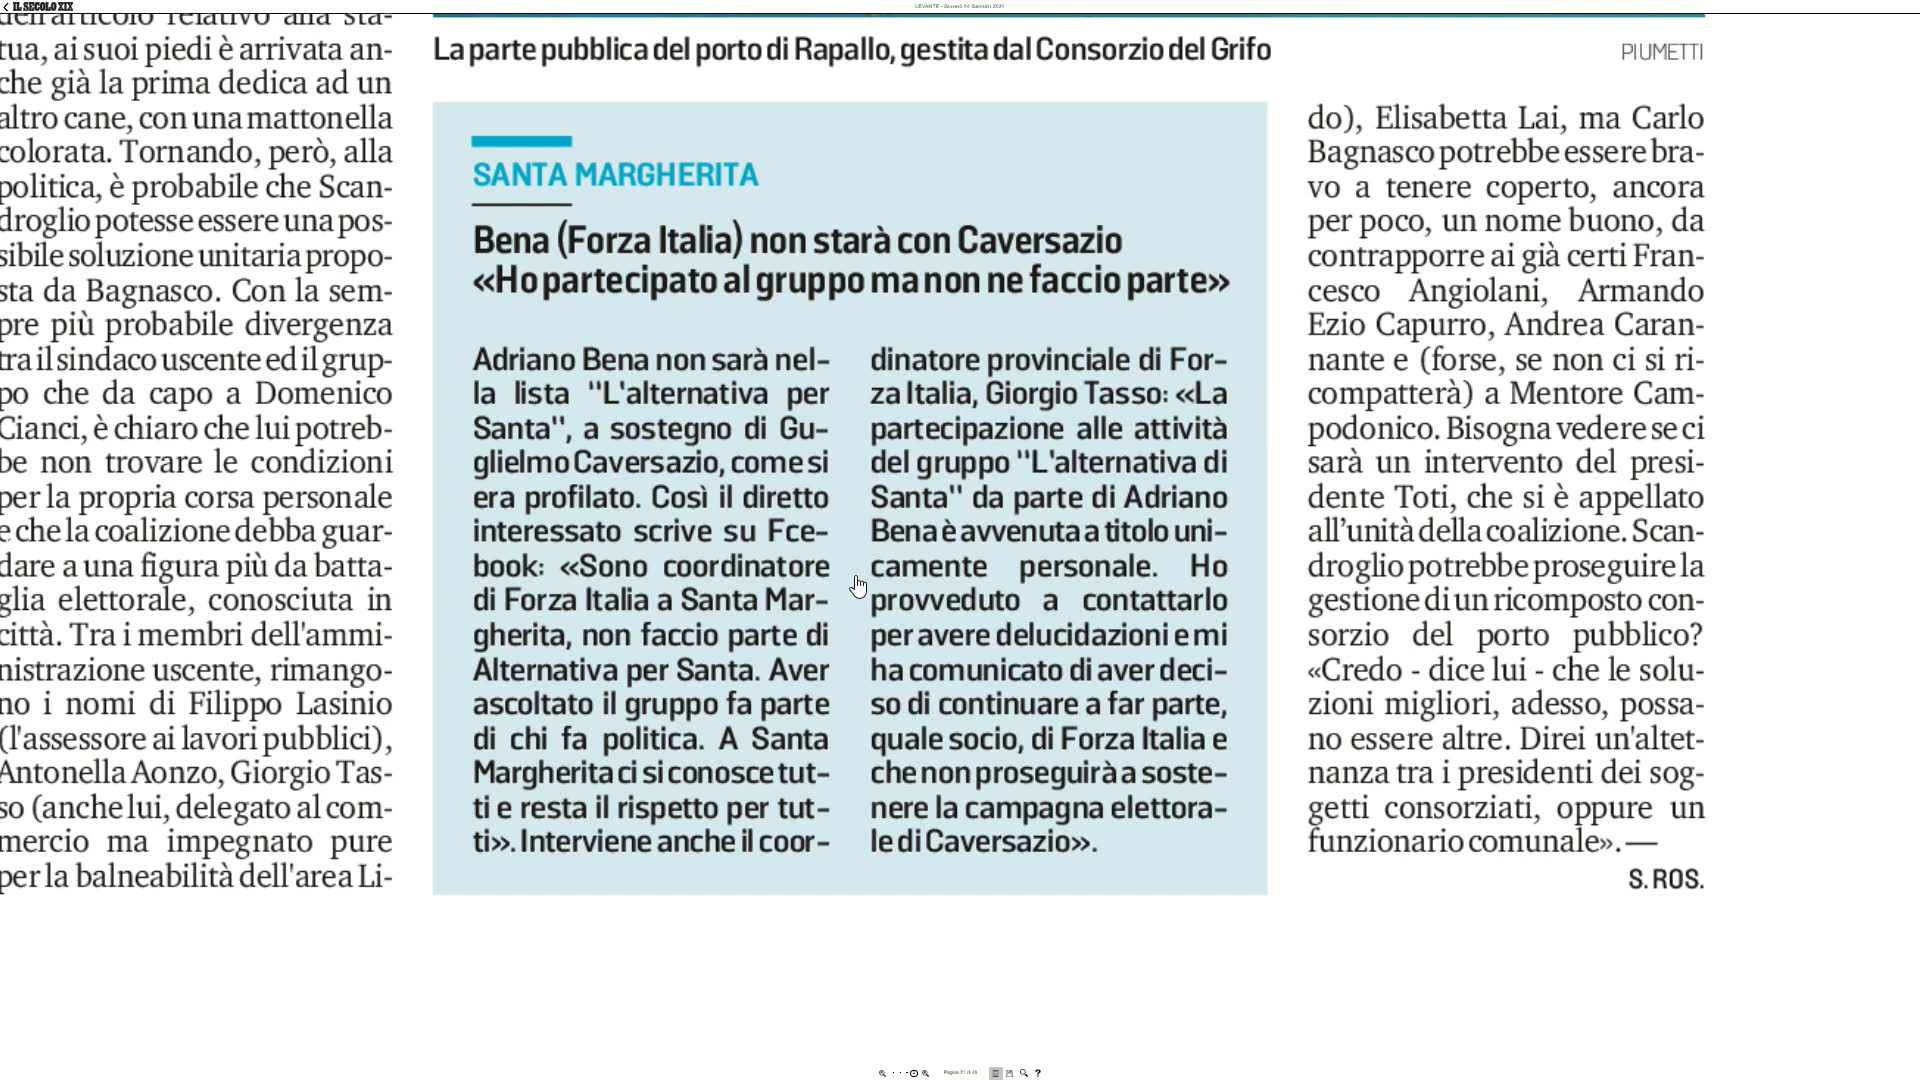 IL SECOLO XIX
LEVANTE - Giovedì 04 Gennaio 2024
dell'articolo relativo alla sta-
tua, ai suoi piedi è arrivata an-
che già la prima dedica ad un
altro cane, con una mattonella
colorata. Tornando, però, alla
politica, è probabile che Scan-
droglio potesse essere una pos-
sibile soluzione unitaria propo-
sta da Bagnasco. Con la sem-
pre più probabile divergenza
tra il sindaco uscente ed il grup-
po che da capo a Domenico
Cianci, è chiaro che lui potreb-
be non trovare le condizioni
per la propria corsa personale
e che la coalizione debba guar-
dare a una figura più da batta-
glia elettorale, conosciuta in
città. Tra i membri dell'ammi-
nistrazione uscente, rimango-
no i nomi di Filippo Lasinio
(l'assessore ai lavori pubblici),
Antonella Aonzo, Giorgio Tas-
so (anche lui, delegato al com-
mercio ma impegnato pure
per la balneabilità dell'area Li-
La parte pubblica del porto di Rapallo, gestita dal Consorzio del Grifo
PIUMETTI
SANTA MARGHERITA
Bena (Forza Italia) non starà con Caversazio
«Ho partecipato al gruppo ma non ne faccio parte»
Adriano Bena non sarà nel-
la lista "L'alternativa per
Santa", a sostegno di Gu-
glielmo Caversazio, come si
era profilato. Così il diretto
interessato scrive su Fce-
book: «Sono coordinatore
di Forza Italia a Santa Mar-
gherita, non faccio parte di
Alternativa per Santa. Aver
ascoltato il gruppo fa parte
di chi fa politica. A Santa
Margherita ci si conosce tut-
ti e resta il rispetto per tut-
ti». Interviene anche il coor-
dinatore provinciale di For-
za Italia, Giorgio Tasso: «La
partecipazione alle attività
del gruppo "L'alternativa di
Santa" da parte di Adriano
Bena è avvenuta a titolo uni-
camente personale. Ho
provveduto a contattarlo
per avere delucidazioni e mi
ha comunicato di aver deci-
so di continuare a far parte,
quale socio, di Forza Italia e
che non proseguirà a soste-
nere la campagna elettora-
le di Caversazio».
do), Elisabetta Lai, ma Carlo
Bagnasco potrebbe essere bra-
vo a tenere coperto, ancora
per poco, un nome buono, da
contrapporre ai già certi Fran-
cesco Angiolani, Armando
Ezio Capurro, Andrea Caran-
nante e (forse, se non ci si ri-
compatterà) a Mentore Cam-
podonico. Bisogna vedere se ci
sarà un intervento del presi-
dente Toti, che si è appellato
all'unità della coalizione. Scan-
droglio potrebbe proseguire la
gestione di un ricomposto con-
sorzio del porto pubblico?
«Credo - dice lui - che le solu-
zioni migliori, adesso, possa-
no essere altre. Direi un'altet-
nanza tra i presidenti dei sog-
getti consorziati, oppure un
funzionario comunale». —
S. ROS.